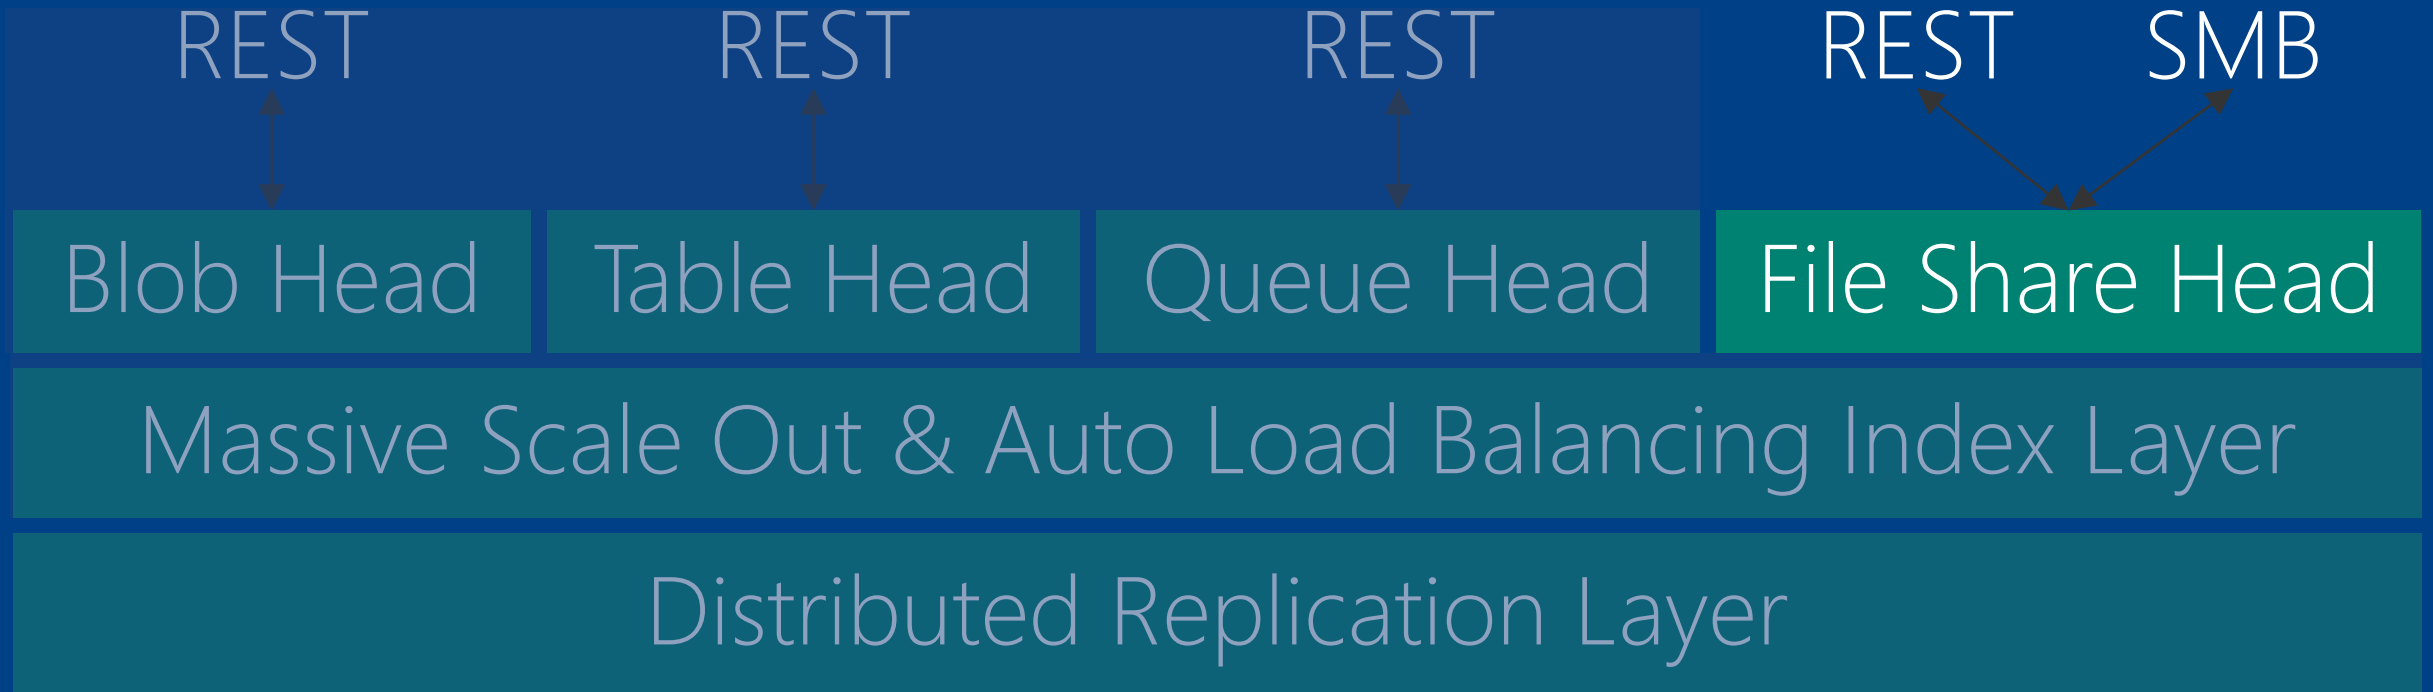 REST REST REST REST SMB
Blob Head Table Head Queue Head File Share Head
Massive Scale Out & Auto Load Balancing Index Layer
Distributed Replication Layer